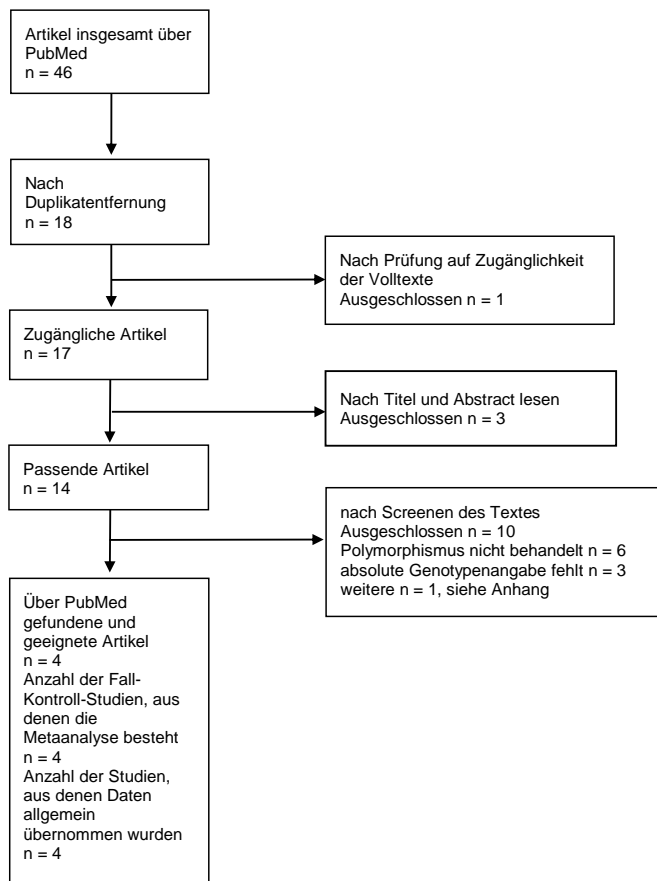 Artikel insgesamt über
PubMed
n = 46
Nach
Duplikatentfernung
n = 18
Nach Prüfung auf Zugänglichkeit
der Volltexte
Ausgeschlossen n = 1
Zugängliche Artikel
n = 17
Nach Titel und Abstract lesen
Ausgeschlossen n = 3
Passende Artikel
n = 14
nach Screenen des Textes
Ausgeschlossen n = 10
Polymorphismus nicht behandelt n = 6
absolute Genotypenangabe fehlt n = 3
weitere n = 1, siehe Anhang
Über PubMed
gefundene und
geeignete Artikel
n = 4
Anzahl der Fall-
Kontroll-Studien, aus
denen die
Metaanalyse besteht
n = 4
Anzahl der Studien,
aus denen Daten
allgemein
übernommen wurden
n = 4